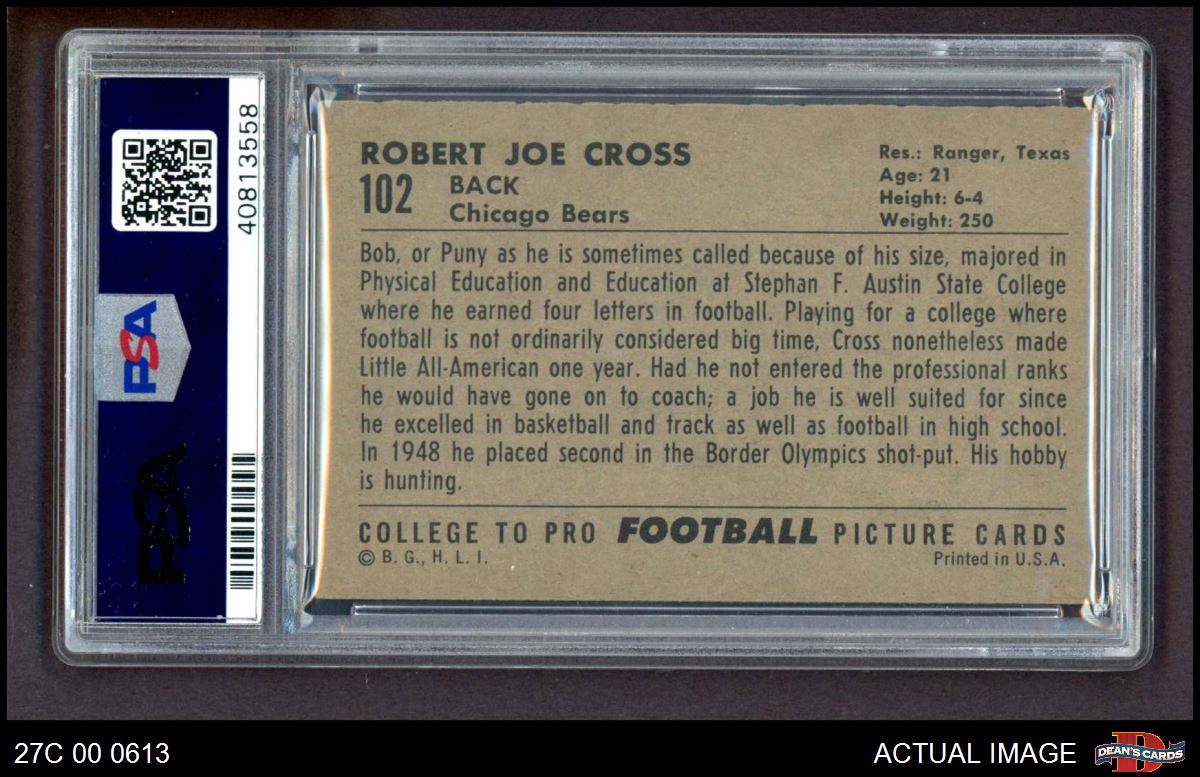 40813558
PSA
PSA
ROBERT JOE CROSS
102 BACK
Chicago Bears
Res.: Ranger, Texas
Age: 21
Height: 6-4
Weight: 250
Bob, or Puny as he is sometimes called because of his size, majored in
Physical Education and Education at Stephan F. Austin State College
where he earned four letters in football. Playing for a college where
football is not ordinarily considered big time, Cross nonetheless made
Little All-American one year. Had he not entered the professional ranks
he would have gone on to coach; a job he is well suited for since
he excelled in basketball and track as well as football in high school.
In 1948 he placed second in the Border Olympics shot-put. His hobby
is hunting.
COLLEGE TO PRO FOOTBALL PICTURE CARDS
© B. G., H. L. I.
Printed in U.S.A.
27C 00 0613
ACTUAL IMAGE
D
DEAN'S CARDS